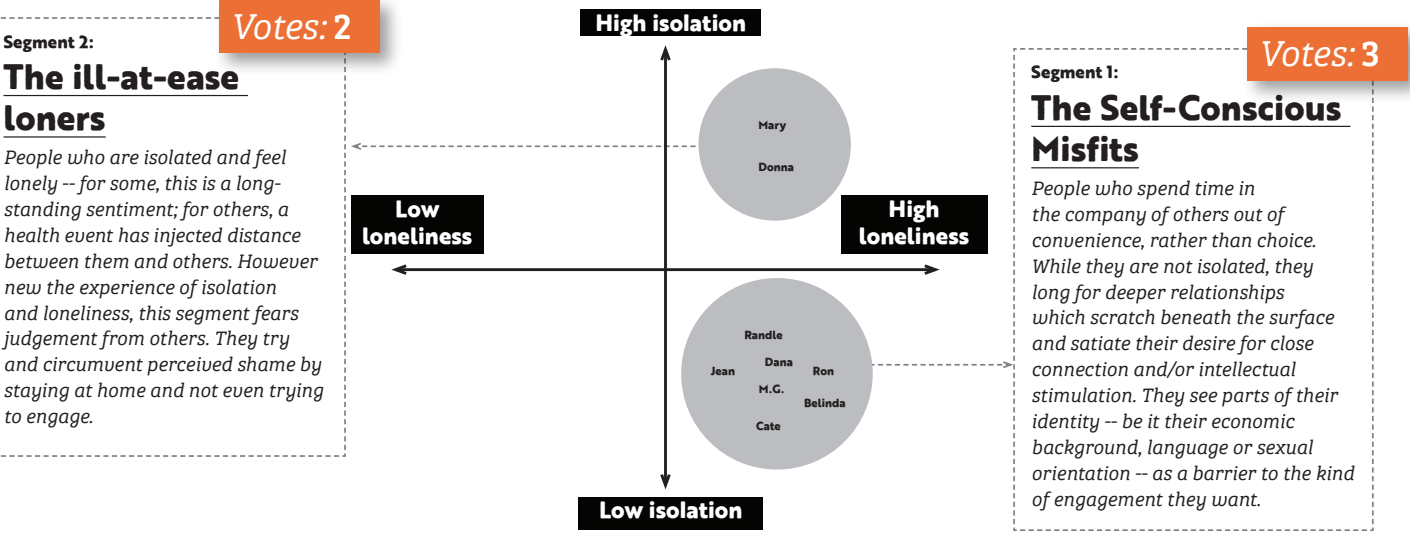 Votes: 2
Segment 2:
The ill-at-ease
loners
People who are isolated and feel
lonely -- for some, this is a long-
standing sentiment; for others, a
health event has injected distance
between them and others. However
new the experience of isolation
and loneliness, this segment fears
judgement from others. They try
and circumvent perceived shame by
staying at home and not even trying
to engage.
High isolation
Mary
Donna
Low
loneliness
High
loneliness
Randle
Dana
Jean
Ron
M.G.
Belinda
Cate
Low isolation
Votes: 3
Segment 1:
The Self-Conscious
Misfits
People who spend time in
the company of others out of
convenience, rather than choice.
While they are not isolated, they
long for deeper relationships
which scratch beneath the surface
and satiate their desire for close
connection and/or intellectual
stimulation. They see parts of their
identity -- be it their economic
background, language or sexual
orientation -- as a barrier to the kind
of engagement they want.